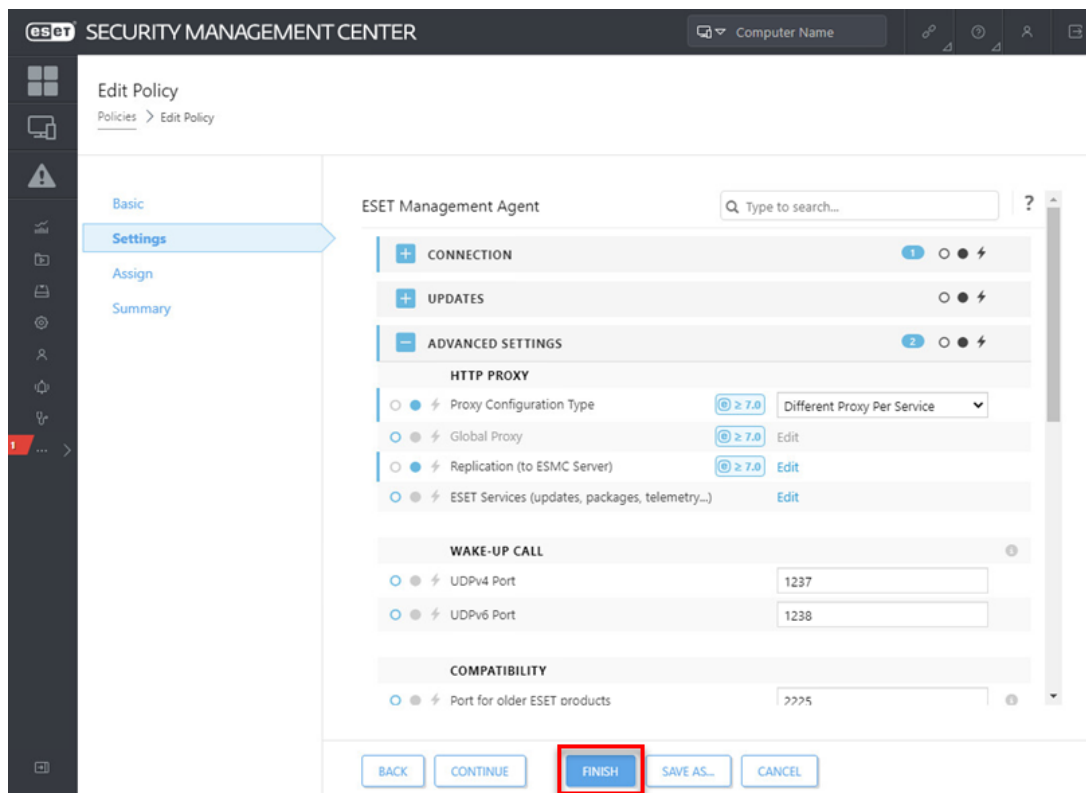 eset SECURITY MANAGEMENT CENTER
Computer Name
Edit Policy
Policies > Edit Policy
Basic
Settings
Assign
Summary
ESET Management Agent
Type to search...
?
CONNECTION 1
UPDATES
ADVANCED SETTINGS 2
HTTP PROXY
Proxy Configuration Type ≥ 7.0 Different Proxy Per Service
Global Proxy ≥ 7.0 Edit
Replication (to ESMC Server) ≥ 7.0 Edit
ESET Services (updates, packages, telemetry...) Edit
WAKE-UP CALL
UDPv4 Port 1237
UDPv6 Port 1238
COMPATIBILITY
Port for older ESET products 2225
1 ...
BACK CONTINUE FINISH SAVE AS... CANCEL